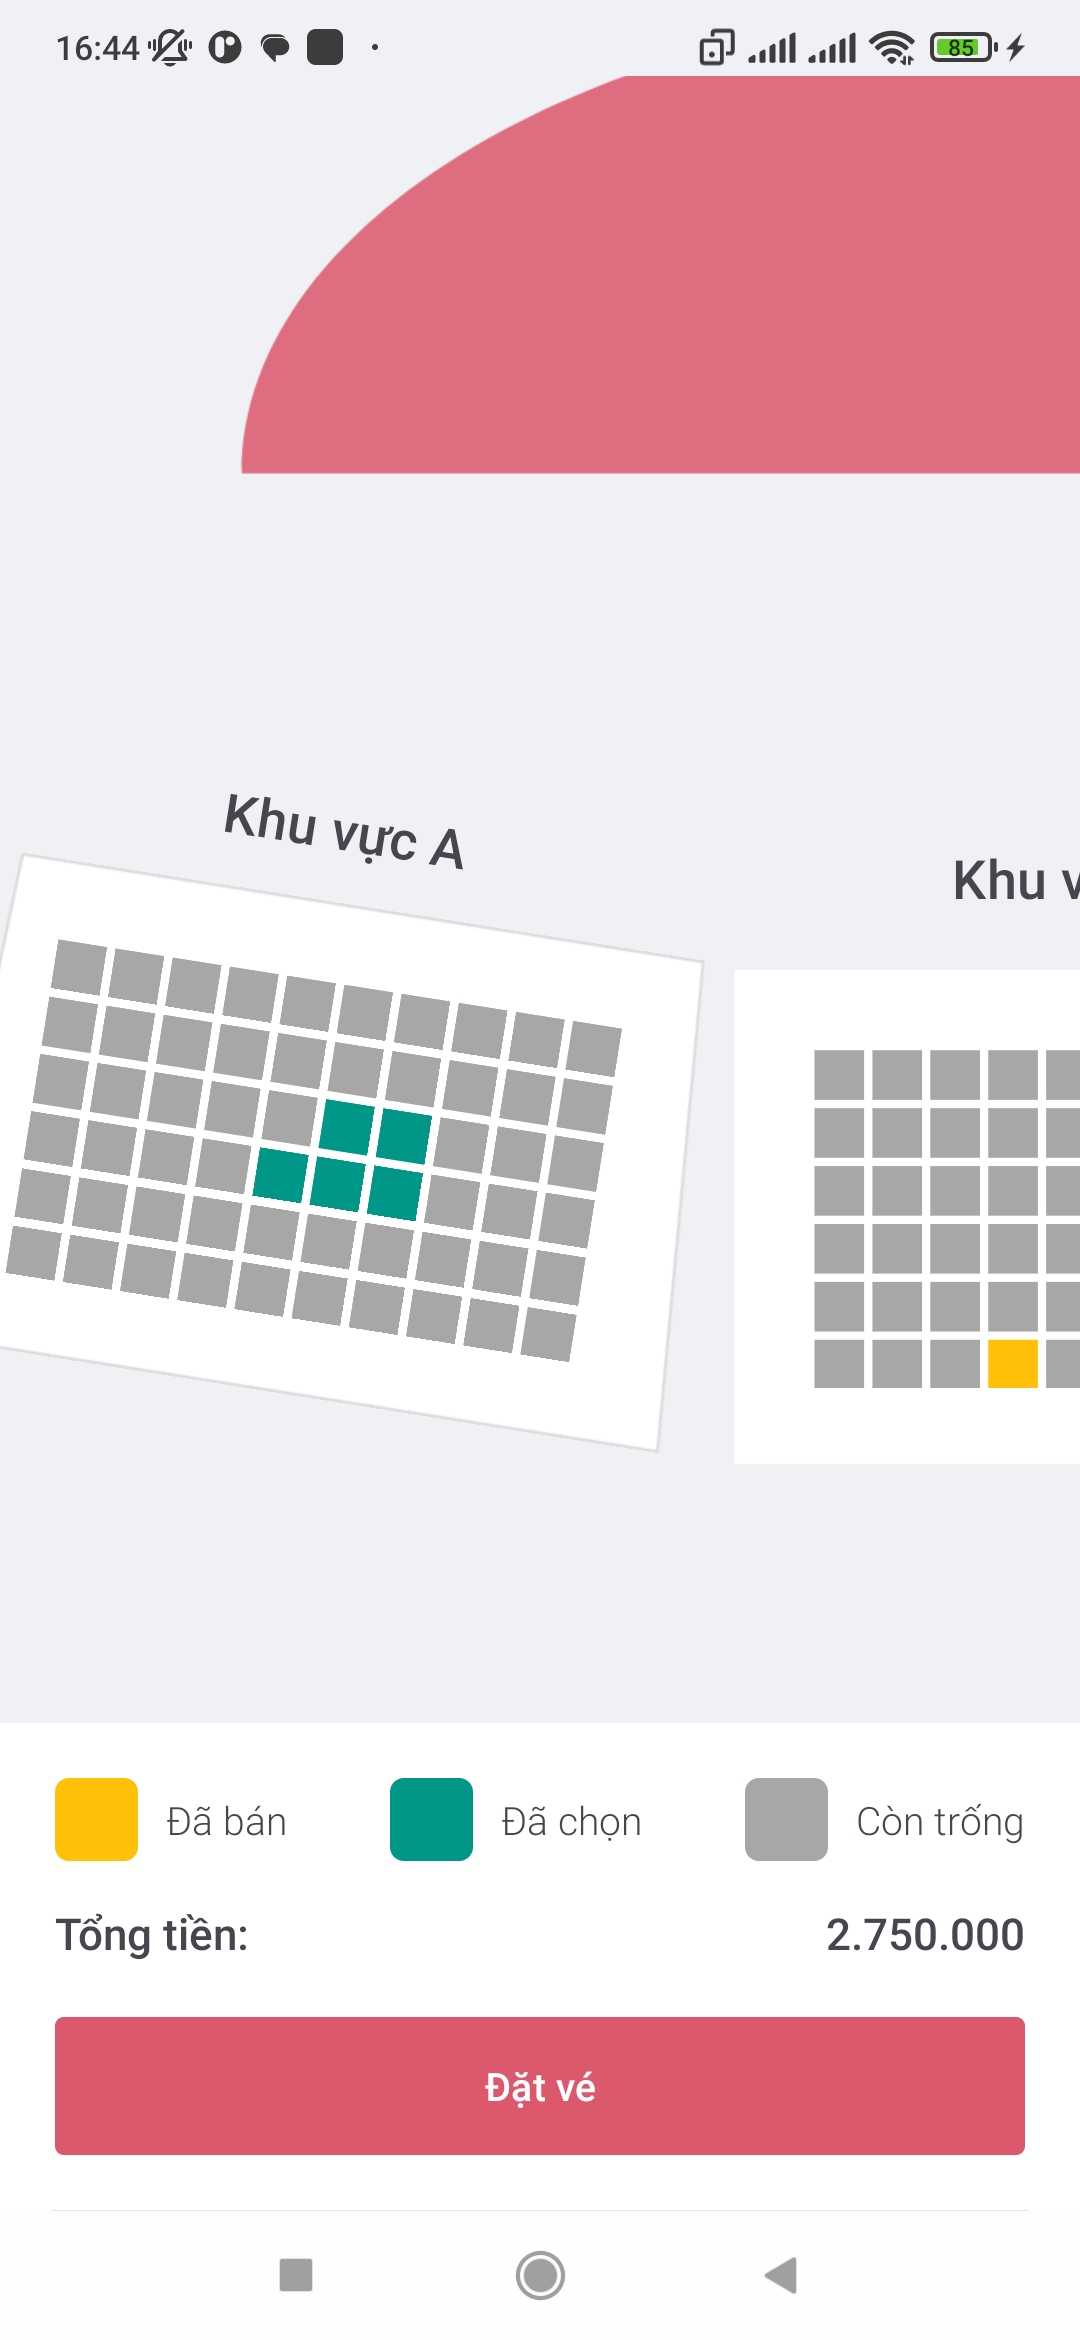 16:44
85
Khu vực A
Khu v
Đã bán
Đã chọn
Còn trống
Tổng tiền:
2.750.000
Đặt vé